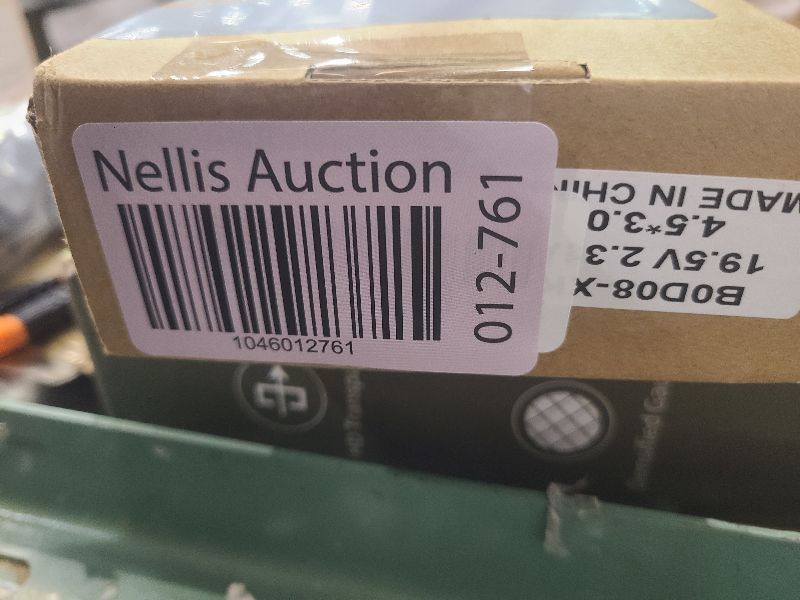 Nellis Auction
1046012761
012-761
B0D08-X
19.5V 2.3
4.5*3.0
MADE IN CHIN